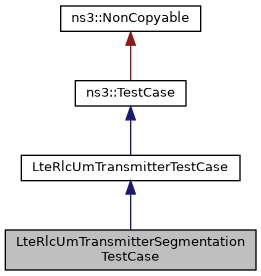 ns3::NonCopyable
ns3::TestCase
LteRlcUmTransmitterTestCase
LteRlcUmTransmitterSegmentation
TestCase